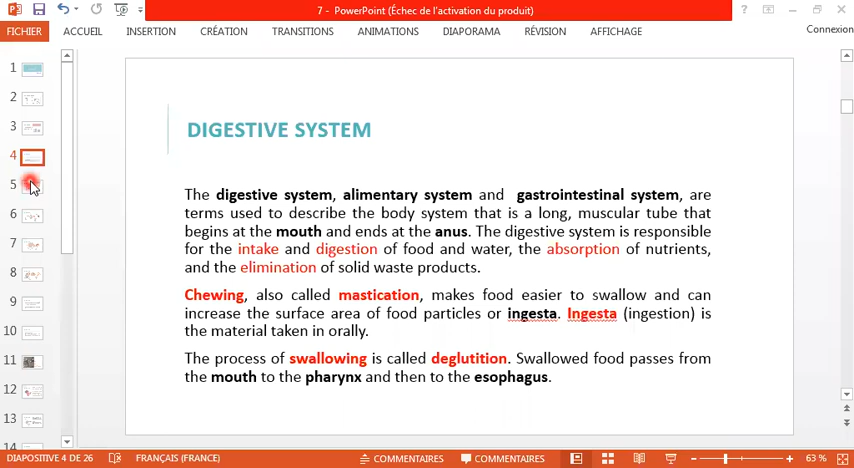 7 - PowerPoint (Échec de l'activation du produit)
FICHIER ACCUEIL INSERTION CRÉATION TRANSITIONS ANIMATIONS DIAPORAMA RÉVISION AFFICHAGE Connexion
1
2
3
4
5
6
7
8
9
10
11
12
13
14
DIGESTIVE SYSTEM
The digestive system, alimentary system and gastrointestinal system, are
terms used to describe the body system that is a long, muscular tube that
begins at the mouth and ends at the anus. The digestive system is responsible
for the intake and digestion of food and water, the absorption of nutrients,
and the elimination of solid waste products.
Chewing, also called mastication, makes food easier to swallow and can
increase the surface area of food particles or ingesta. Ingesta (ingestion) is
the material taken in orally.
The process of swallowing is called deglutition. Swallowed food passes from
the mouth to the pharynx and then to the esophagus.
DIAPOSITIVE 4 DE 26 FRANÇAIS (FRANCE) COMMENTAIRES COMMENTAIRES 63 %